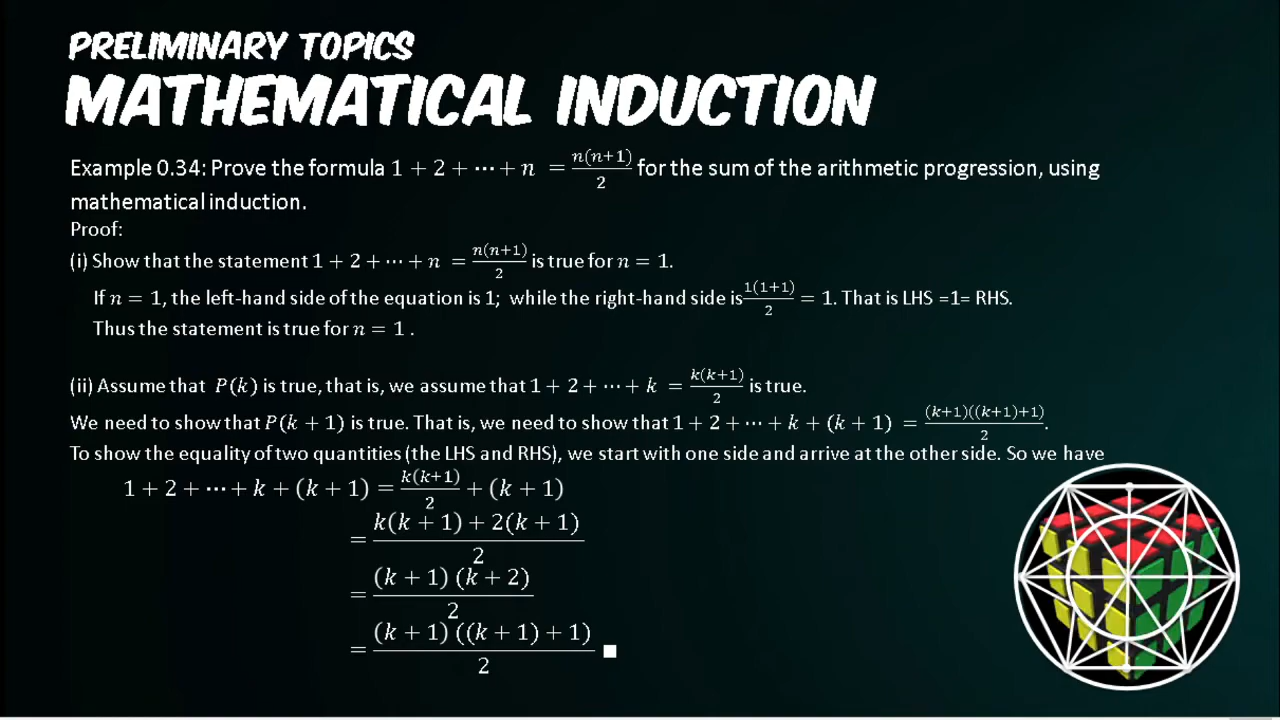 PRELIMINARY TOPICS
MATHEMATICAL INDUCTION
Example 0.34: Prove the formula 1 + 2 + ⋯ + n = n(n+1)/2 for the sum of the arithmetic progression, using
mathematical induction.
Proof:
(i) Show that the statement 1 + 2 + ⋯ + n = n(n+1)/2 is true for n = 1.
If n = 1, the left-hand side of the equation is 1; while the right-hand side is 1(1+1)/2 = 1. That is LHS =1= RHS.
Thus the statement is true for n = 1 .
(ii) Assume that P(k) is true, that is, we assume that 1 + 2 + ⋯ + k = k(k+1)/2 is true.
We need to show that P(k + 1) is true. That is, we need to show that 1 + 2 + ⋯ + k + (k + 1) = (k+1)((k+1)+1)/2.
To show the equality of two quantities (the LHS and RHS), we start with one side and arrive at the other side. So we have
1 + 2 + ⋯ + k + (k + 1) = k(k+1)/2 + (k + 1)
= k(k + 1) + 2(k + 1)/2
= (k + 1) (k + 2)/2
= (k + 1) ((k + 1) + 1)/2 ■